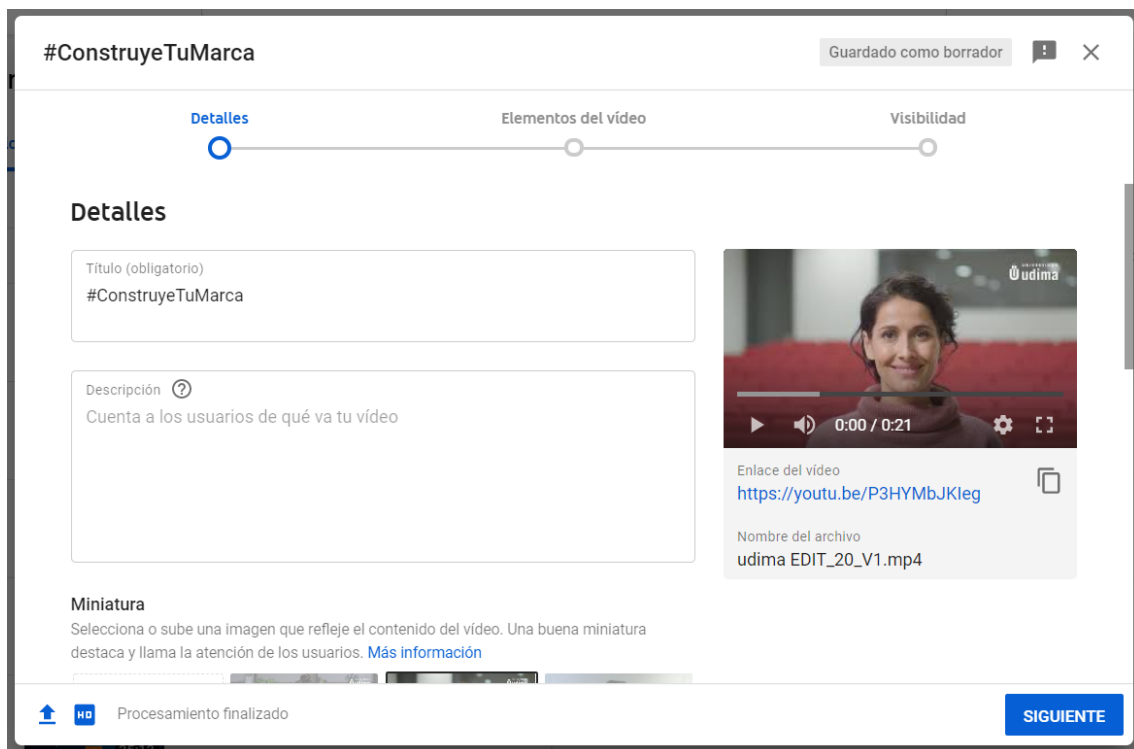 #ConstruyeTuMarca
Guardado como borrador
Detalles
Elementos del vídeo
Visibilidad
Detalles
Título (obligatorio)
#ConstruyeTuMarca
Descripción
Cuenta a los usuarios de qué va tu vídeo
udima
0:00 / 0:21
Enlace del vídeo
https://youtu.be/P3HYMbJKIeg
Nombre del archivo
udima EDIT_20_V1.mp4
Miniatura
Selecciona o sube una imagen que refleje el contenido del vídeo. Una buena miniatura
destaca y llama la atención de los usuarios. Más información
HD
Procesamiento finalizado
SIGUIENTE